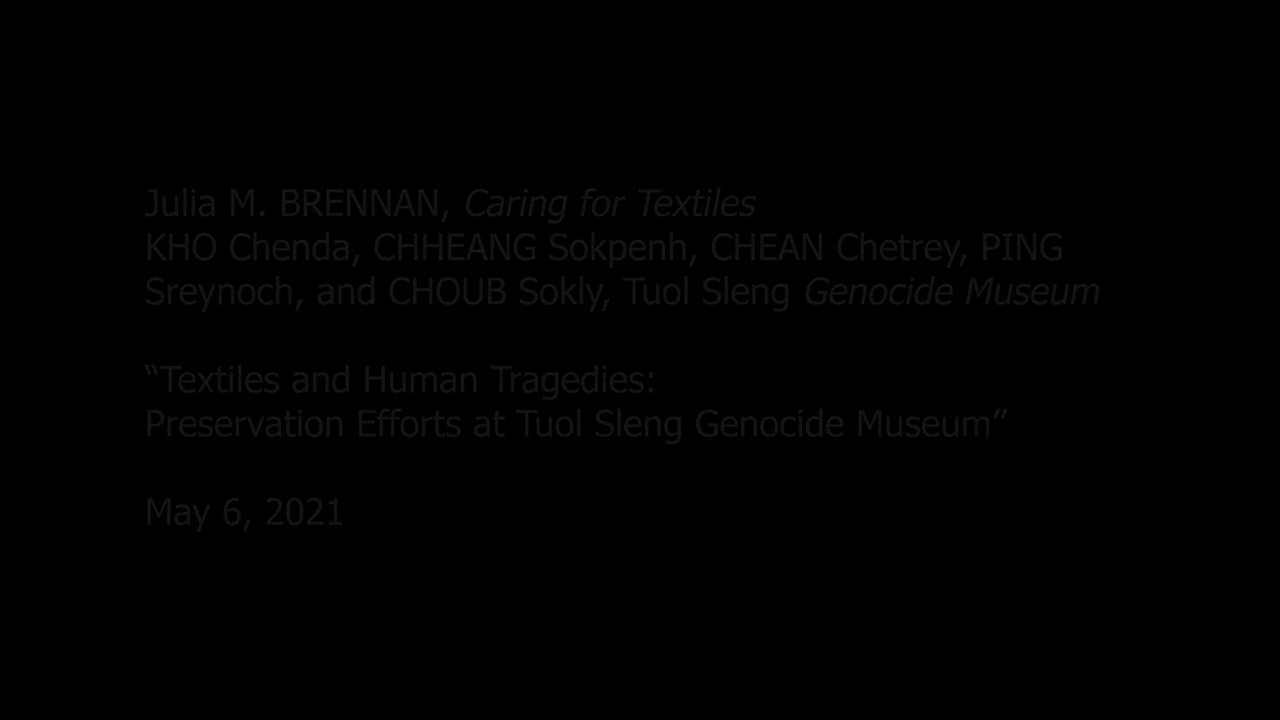 Julia M. BRENNAN, Caring for Textiles
KHO Chenda, CHHEANG Sokpenh, CHEAN Chetrey, PING
Sreynoch, and CHOUB Sokly, Tuol Sleng Genocide Museum
“Textiles and Human Tragedies:
Preservation Efforts at Tuol Sleng Genocide Museum”
May 6, 2021